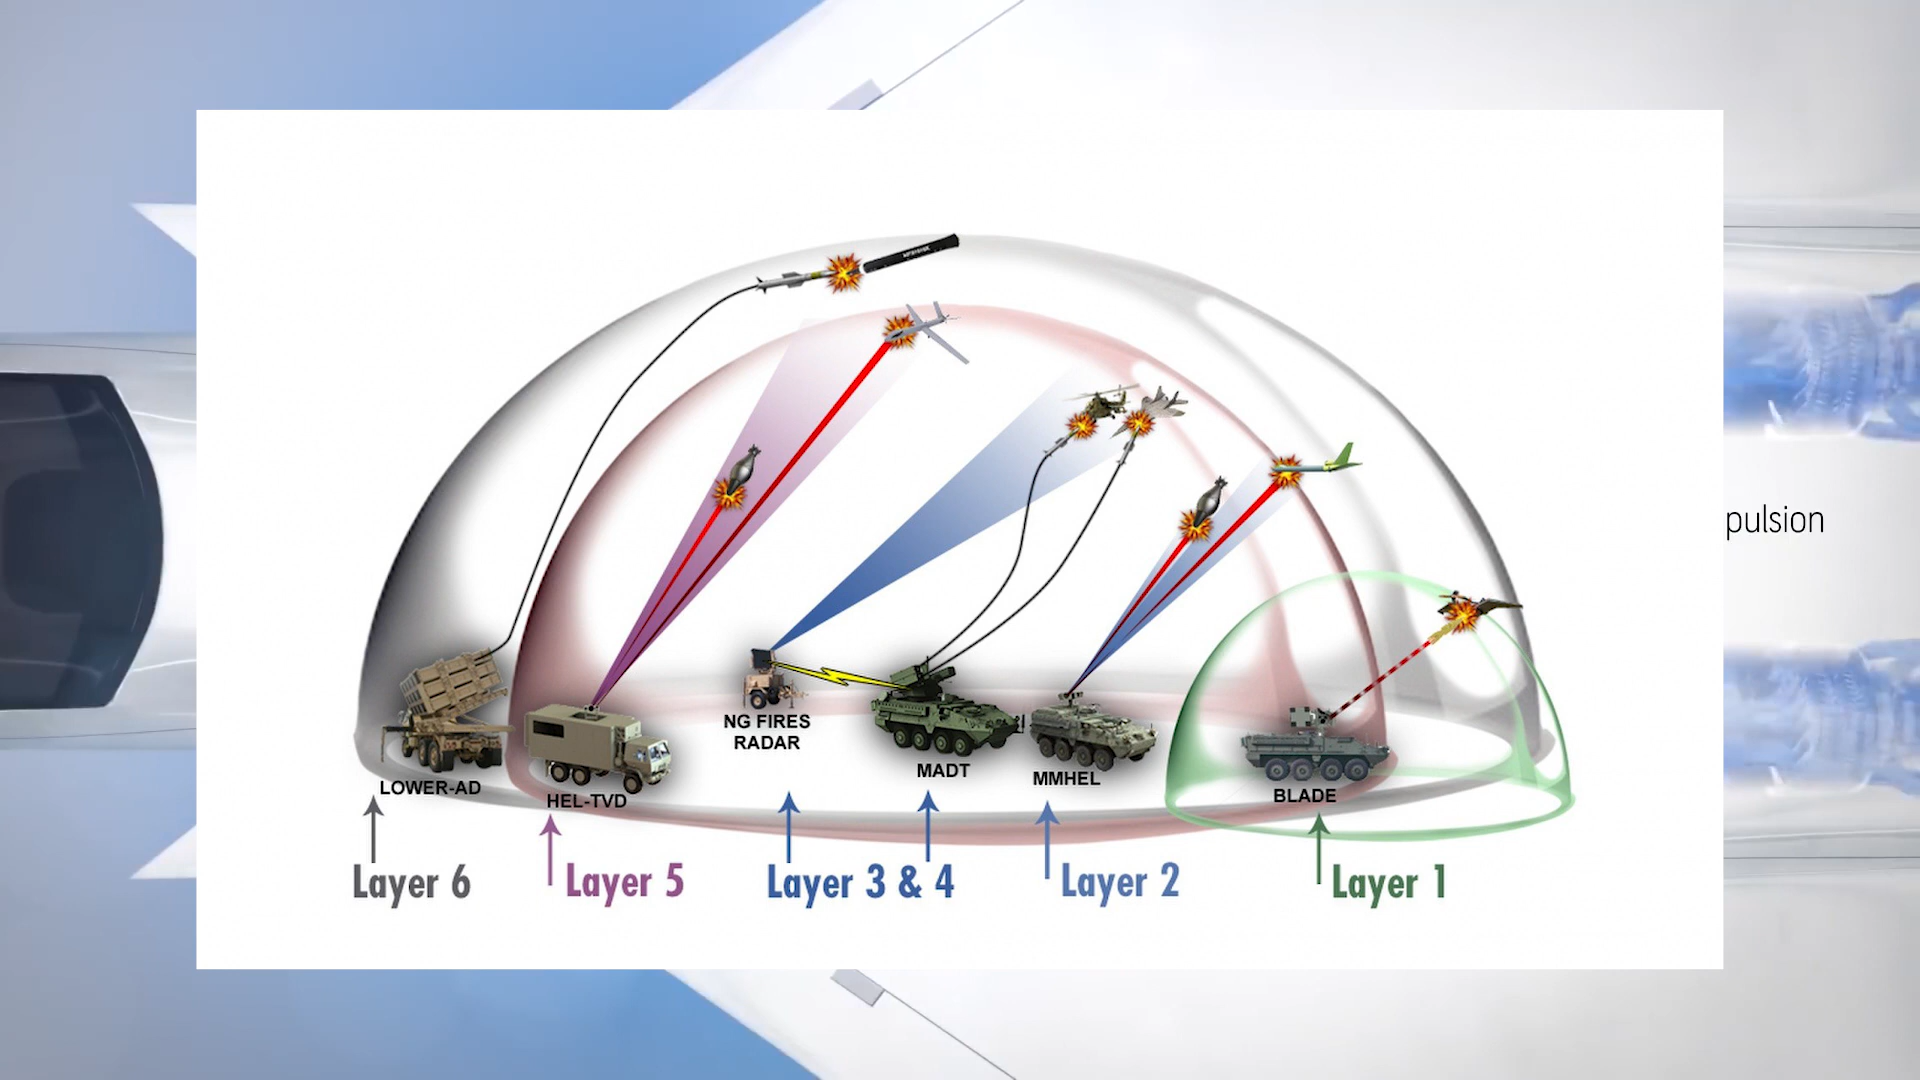 pulsion
NG FIRES
RADAR
MADT
MMHEL
LOWER-AD
HEL-TVD
BLADE
Layer 6
Layer 5
Layer 3 & 4
Layer 2
Layer 1